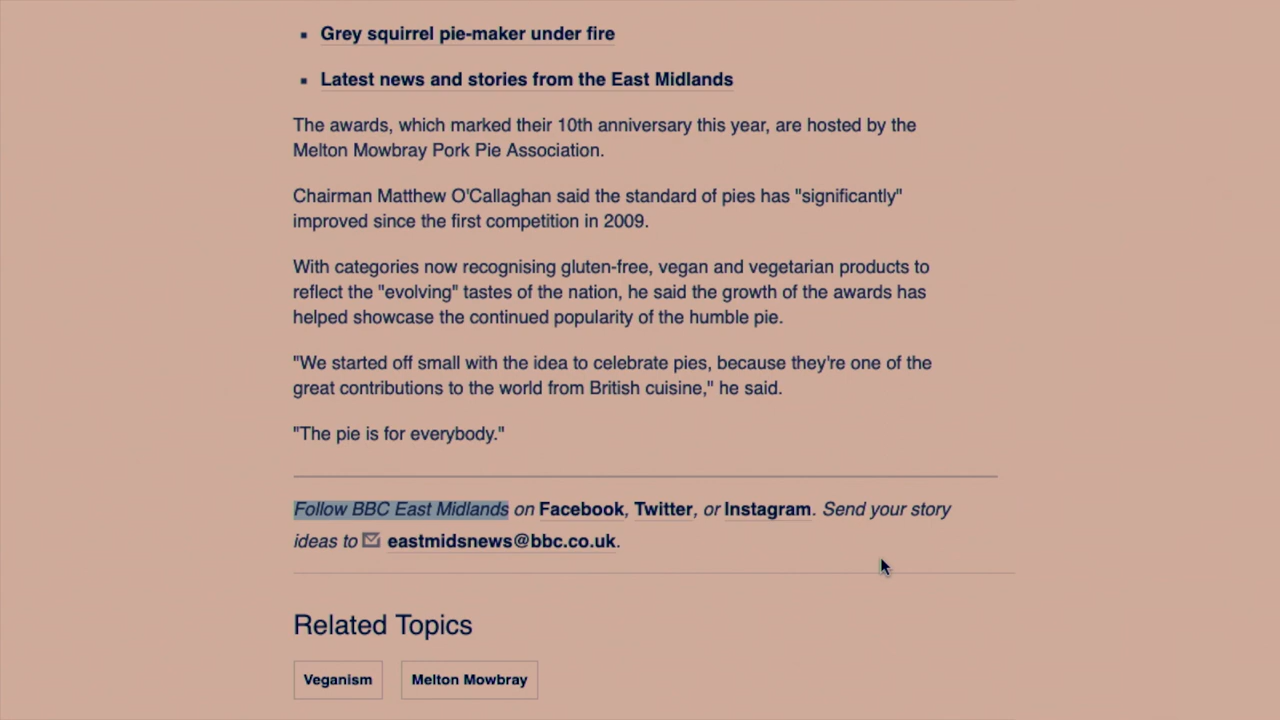 Grey squirrel pie-maker under fire
Latest news and stories from the East Midlands
The awards, which marked their 10th anniversary this year, are hosted by the
Melton Mowbray Pork Pie Association.
Chairman Matthew O'Callaghan said the standard of pies has "significantly"
improved since the first competition in 2009.
With categories now recognising gluten-free, vegan and vegetarian products to
reflect the "evolving" tastes of the nation, he said the growth of the awards has
helped showcase the continued popularity of the humble pie.
"We started off small with the idea to celebrate pies, because they're one of the
great contributions to the world from British cuisine," he said.
"The pie is for everybody."
Follow BBC East Midlands on Facebook, Twitter, or Instagram. Send your story
ideas to eastmidsnews@bbc.co.uk.
Related Topics
Veganism Melton Mowbray